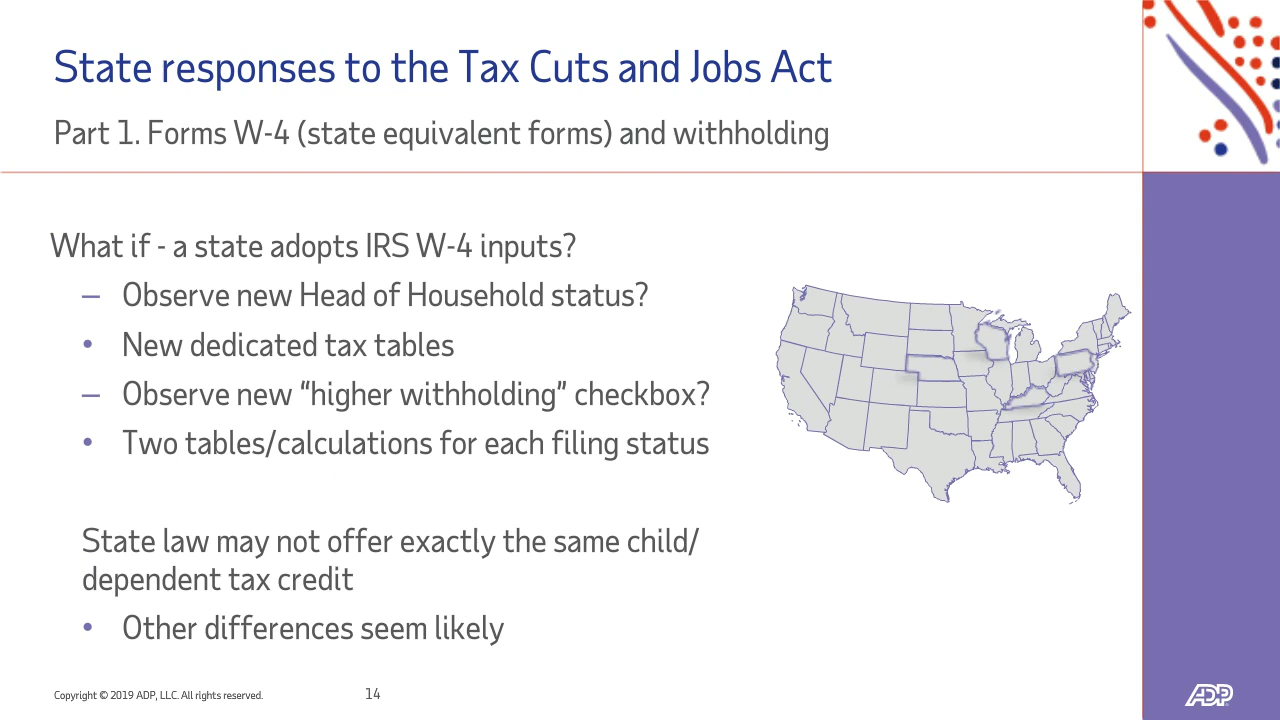 State responses to the Tax Cuts and Jobs Act
Part 1. Forms W-4 (state equivalent forms) and withholding
What if - a state adopts IRS W-4 inputs?
– Observe new Head of Household status?
• New dedicated tax tables
– Observe new “higher withholding” checkbox?
• Two tables/calculations for each filing status
State law may not offer exactly the same child/
dependent tax credit
• Other differences seem likely
Copyright © 2019 ADP, LLC. All rights reserved.
14
ADP